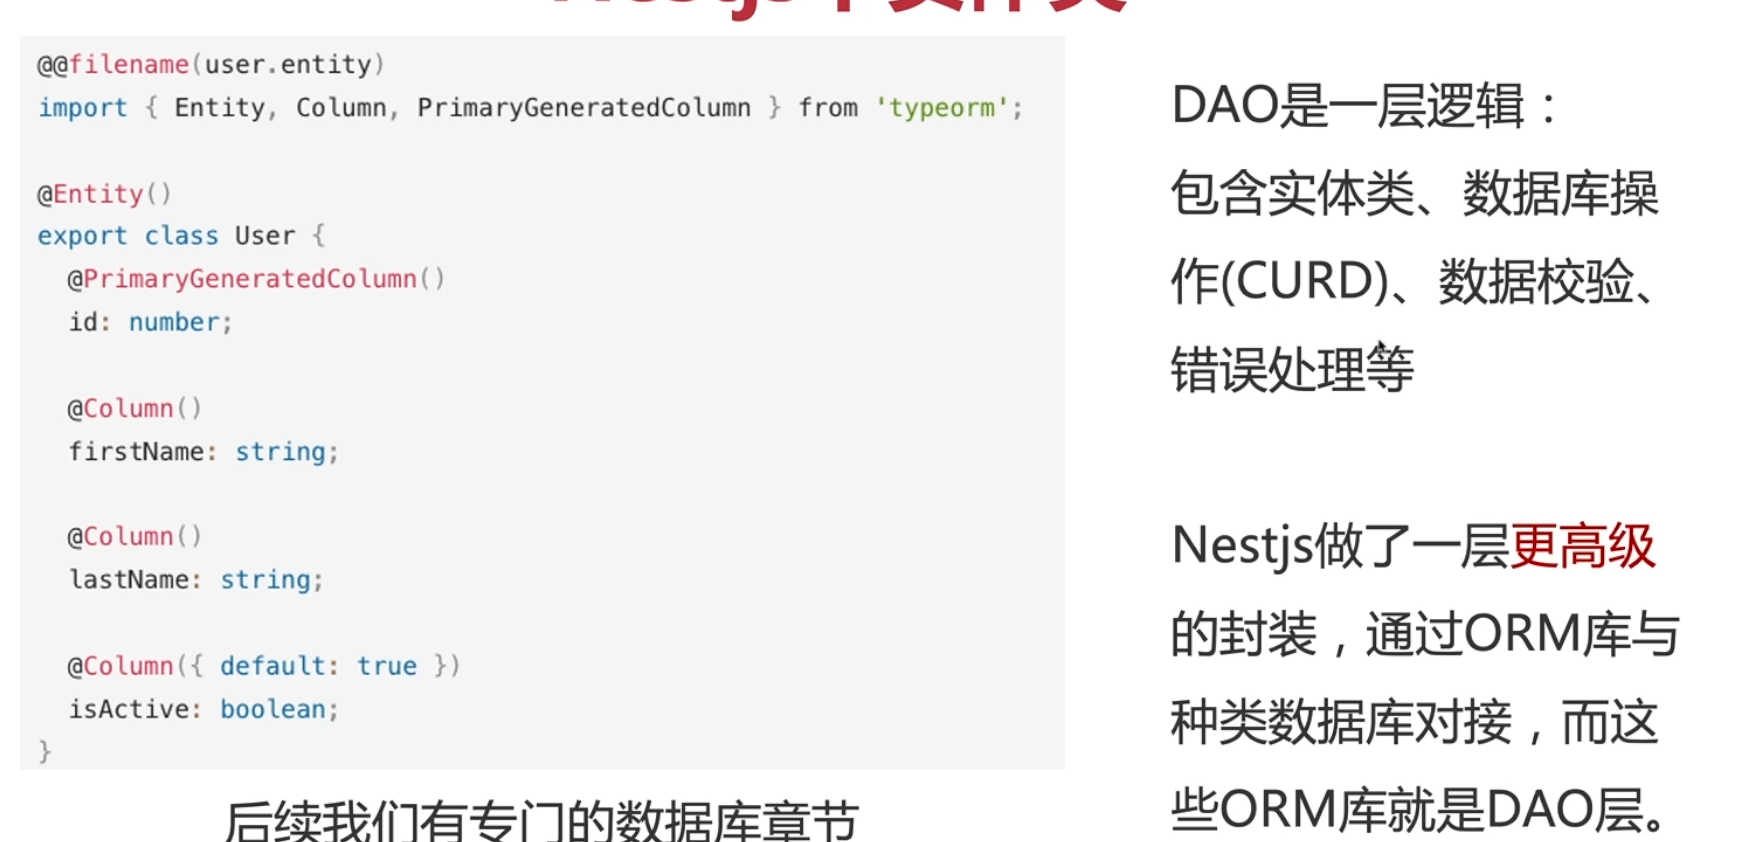 @@filename(user.entity)
import { Entity, Column, PrimaryGeneratedColumn } from 'typeorm';
@Entity()
export class User {
@PrimaryGeneratedColumn()
id: number;
@Column()
firstName: string;
@Column()
lastName: string;
@Column({ default: true })
isActive: boolean;
}
后续我们有专门的数据库章节
DAO是一层逻辑：
包含实体类、数据库操
作(CURD)、数据校验、
错误处理等
Nestjs做了一层更高级
的封装，通过ORM库与
种类数据库对接，而这
些ORM库就是DAO层。